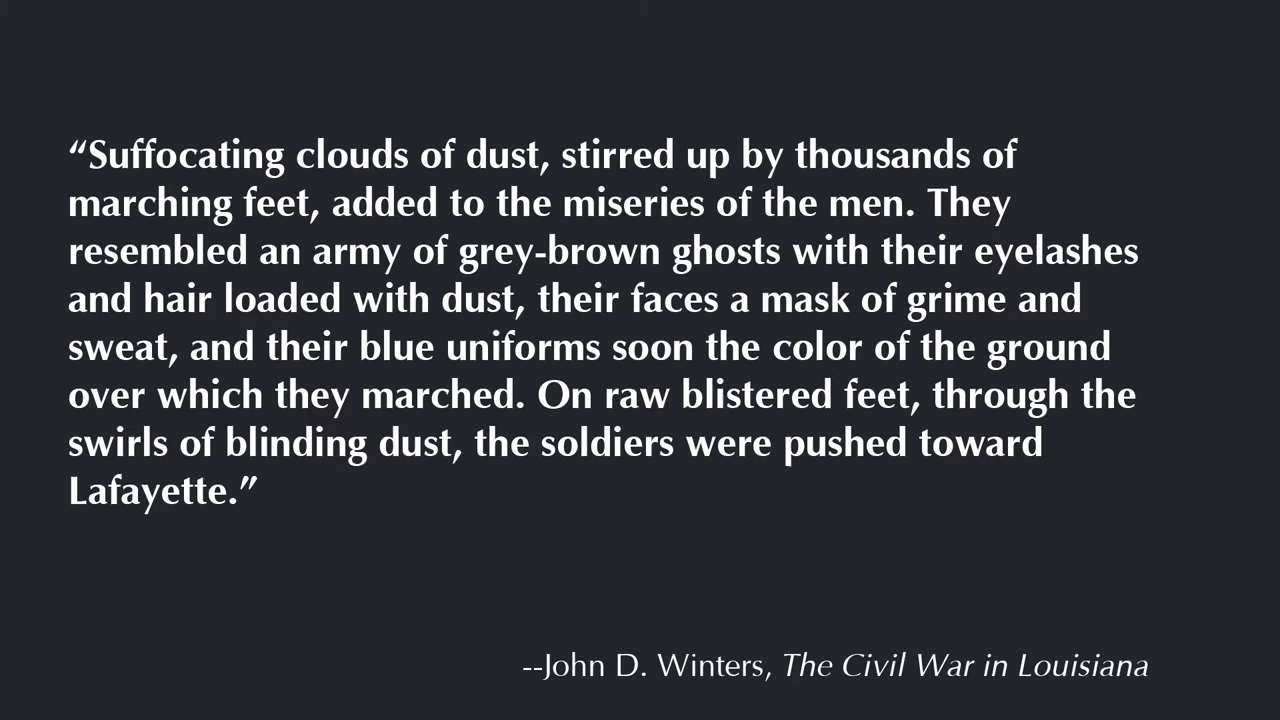 “Suffocating clouds of dust, stirred up by thousands of
marching feet, added to the miseries of the men. They
resembled an army of grey-brown ghosts with their eyelashes
and hair loaded with dust, their faces a mask of grime and
sweat, and their blue uniforms soon the color of the ground
over which they marched. On raw blistered feet, through the
swirls of blinding dust, the soldiers were pushed toward
Lafayette.”
--John D. Winters, The Civil War in Louisiana